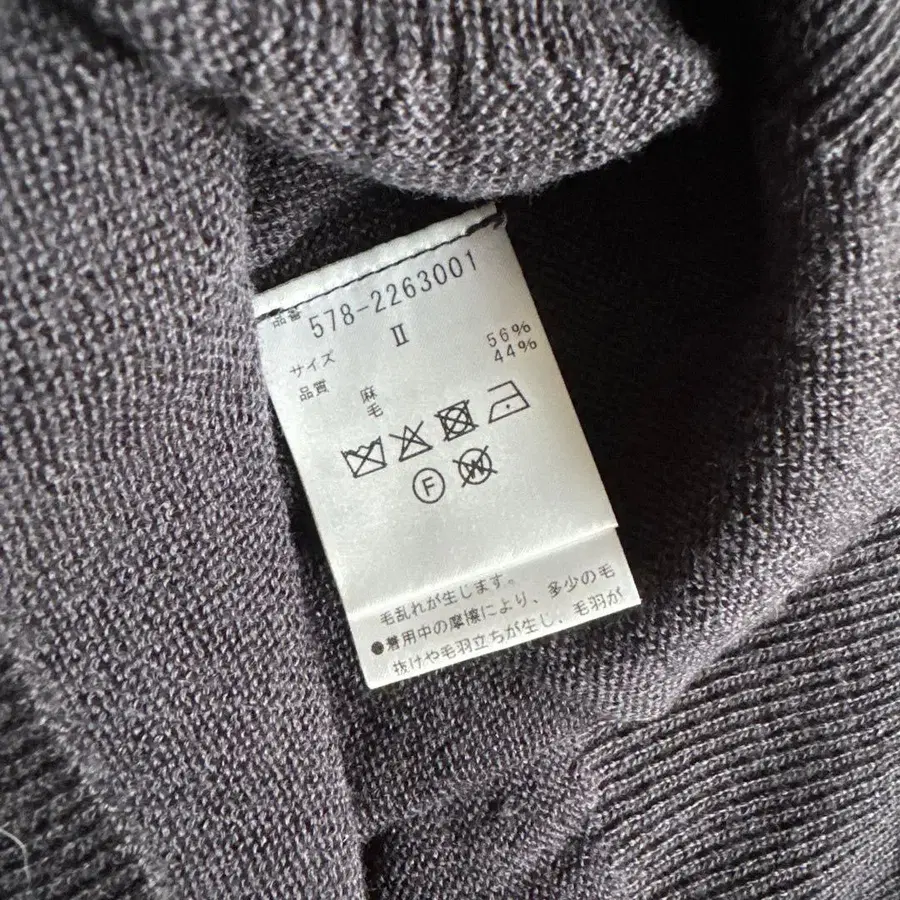 品番 578-2263001
サイズ Ⅱ
品質 麻 56%
毛 44%
F
W
毛乱れが生じます。
●着用中の摩擦により、多少の毛
抜けや毛羽立ちが生じ、毛羽が